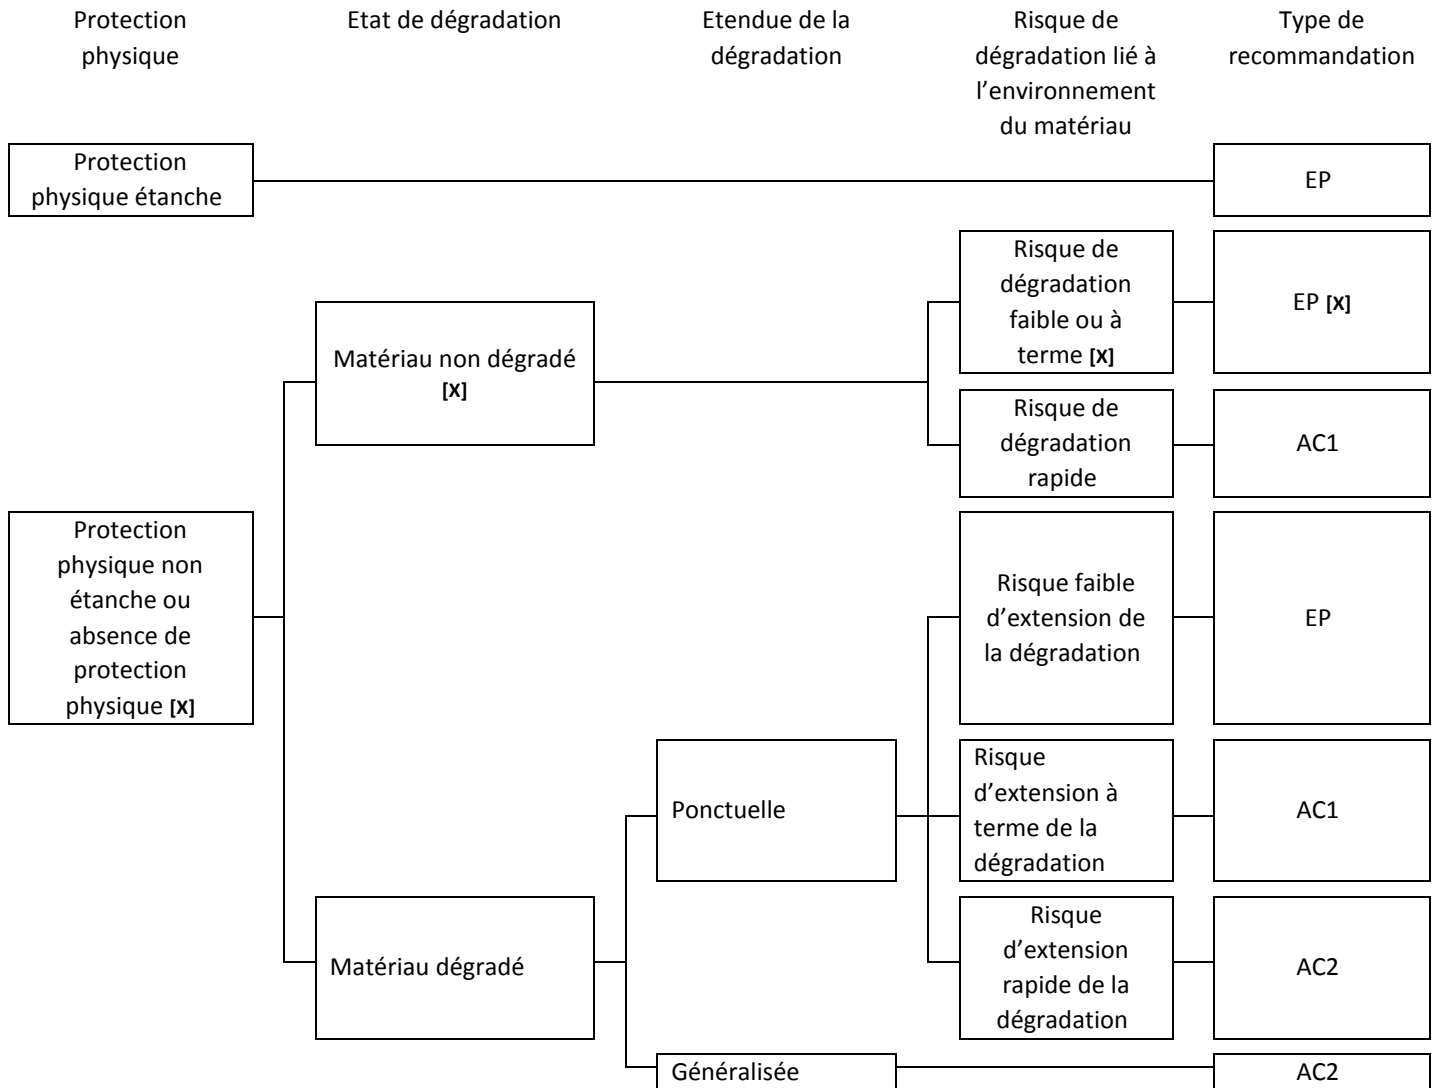 Protection
physique
Etat de dégradation
Etendue de la
dégradation
Risque de
dégradation lié à
l’environnement
du matériau
Type de
recommandation
Protection
physique étanche
EP
Risque de
dégradation
faible ou à
terme [X]
EP [X]
Matériau non dégradé
[X]
Risque de
dégradation
rapide
AC1
Protection
physique non
étanche ou
absence de
protection
physique [X]
Risque faible
d’extension de
la dégradation
EP
Ponctuelle
Risque
d’extension à
terme de la
dégradation
AC1
Matériau dégradé
Risque
d’extension
rapide de la
dégradation
AC2
Généralisée
AC2